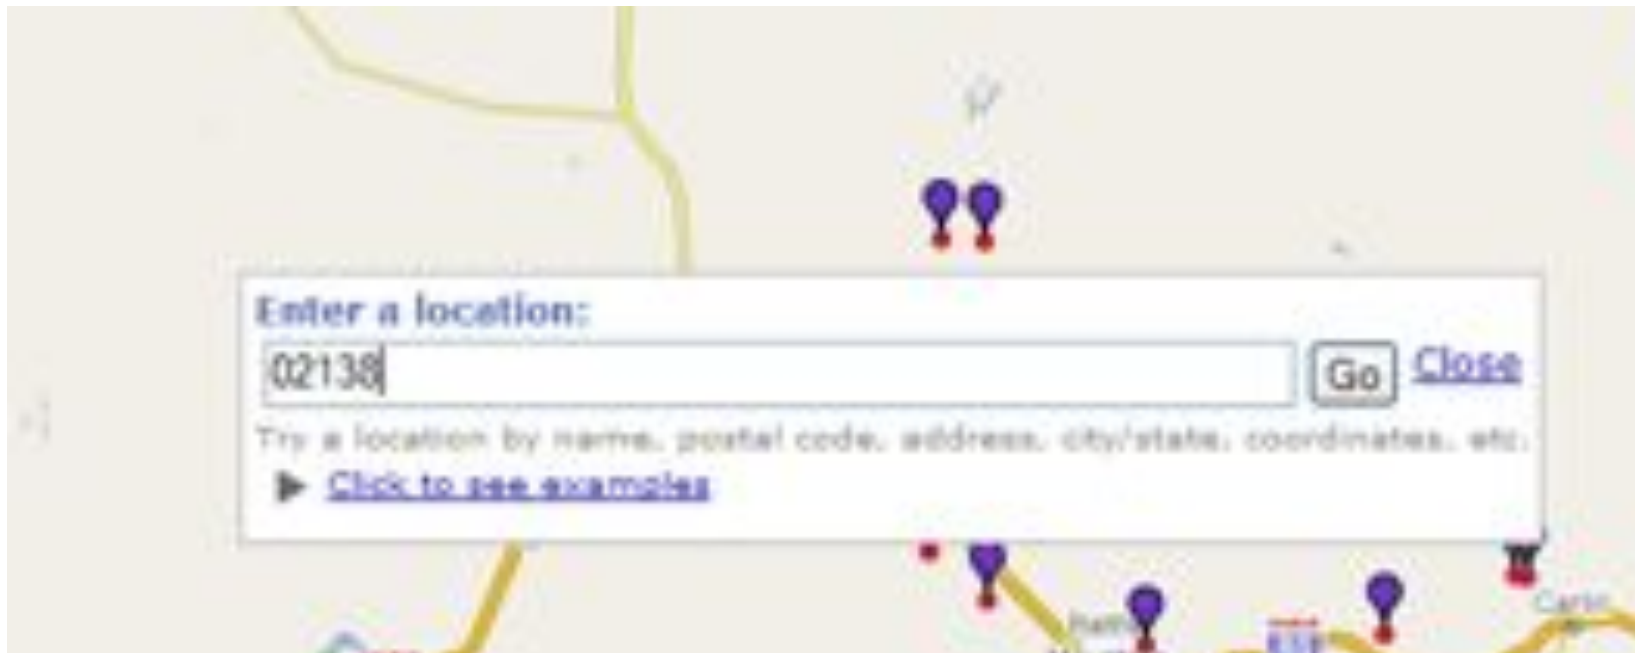 Enter a location:
02138
Go
Close
Try a location by name, postal code, address, city/state, coordinates, etc.
Click to see examples